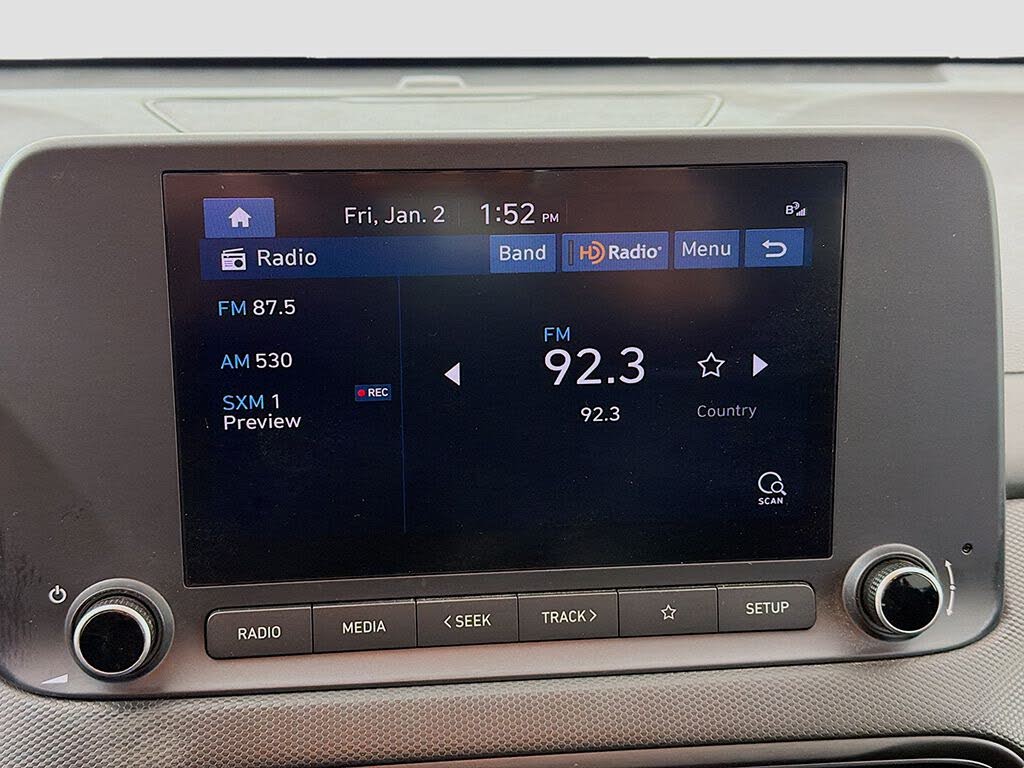 Fri, Jan. 2 1:52 PM B
Radio Band HD Radio Menu
FM 87.5
AM 530
SXM 1
Preview
REC
FM
92.3
92.3
Country
SCAN
RADIO MEDIA < SEEK TRACK > SETUP